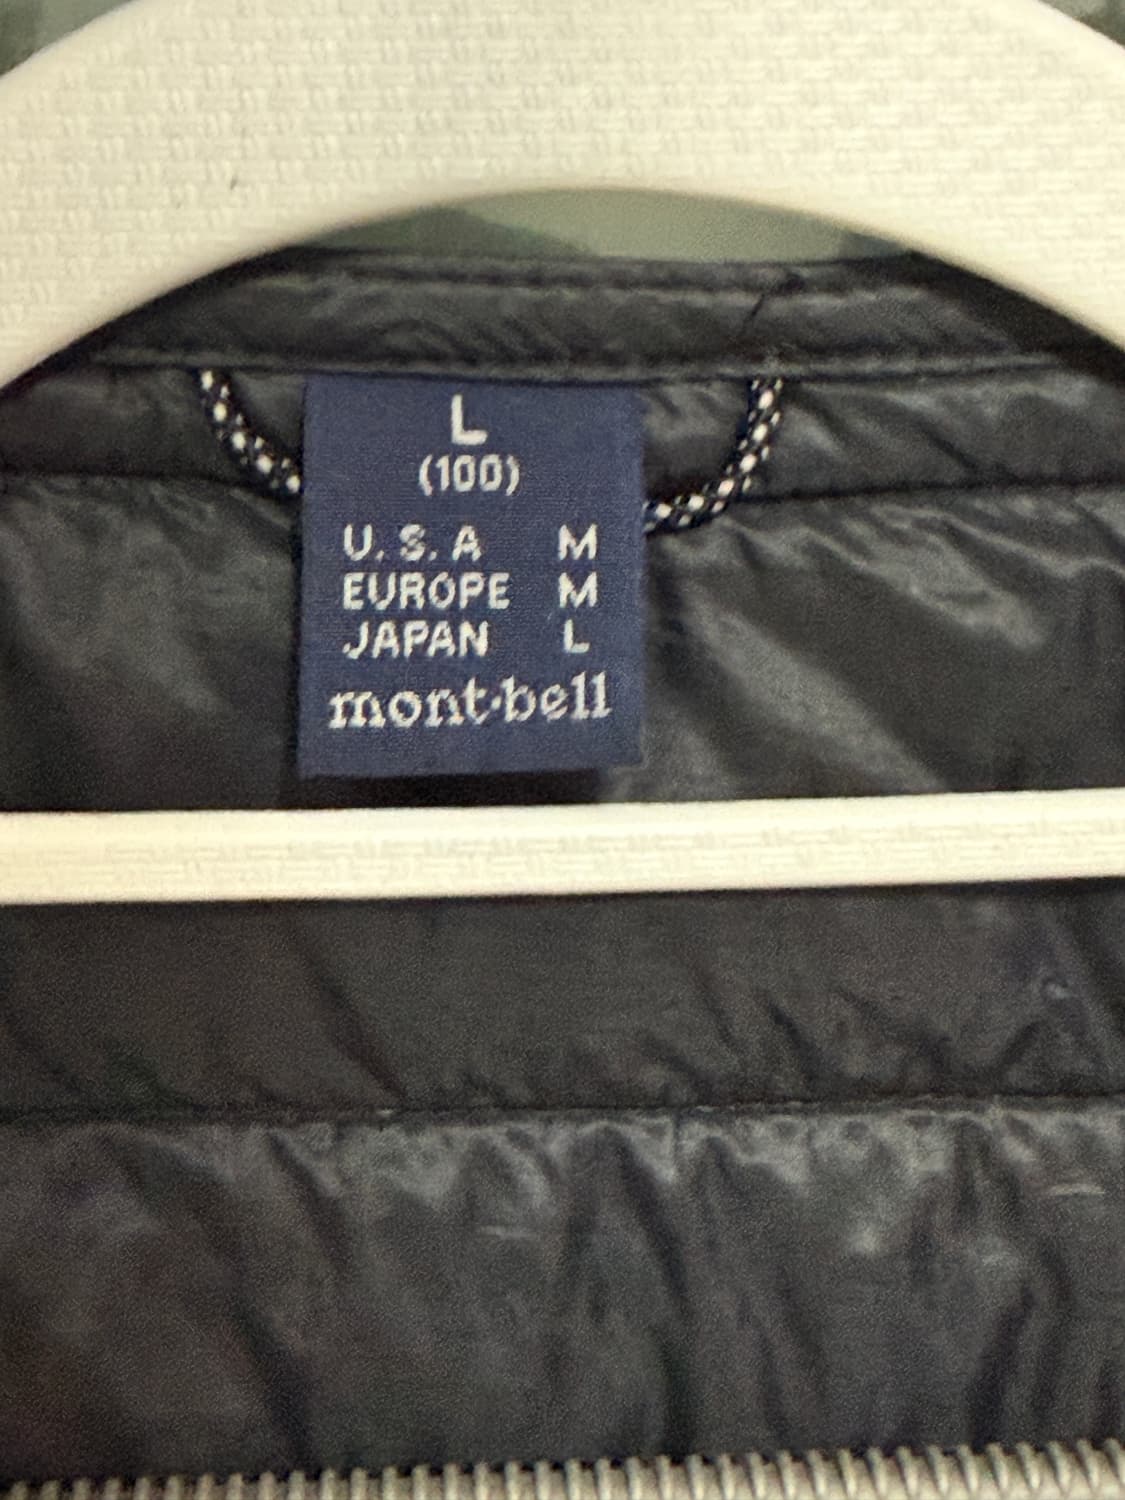 L
(100)
U.S.A M
EUROPE M
JAPAN L
mont·bell